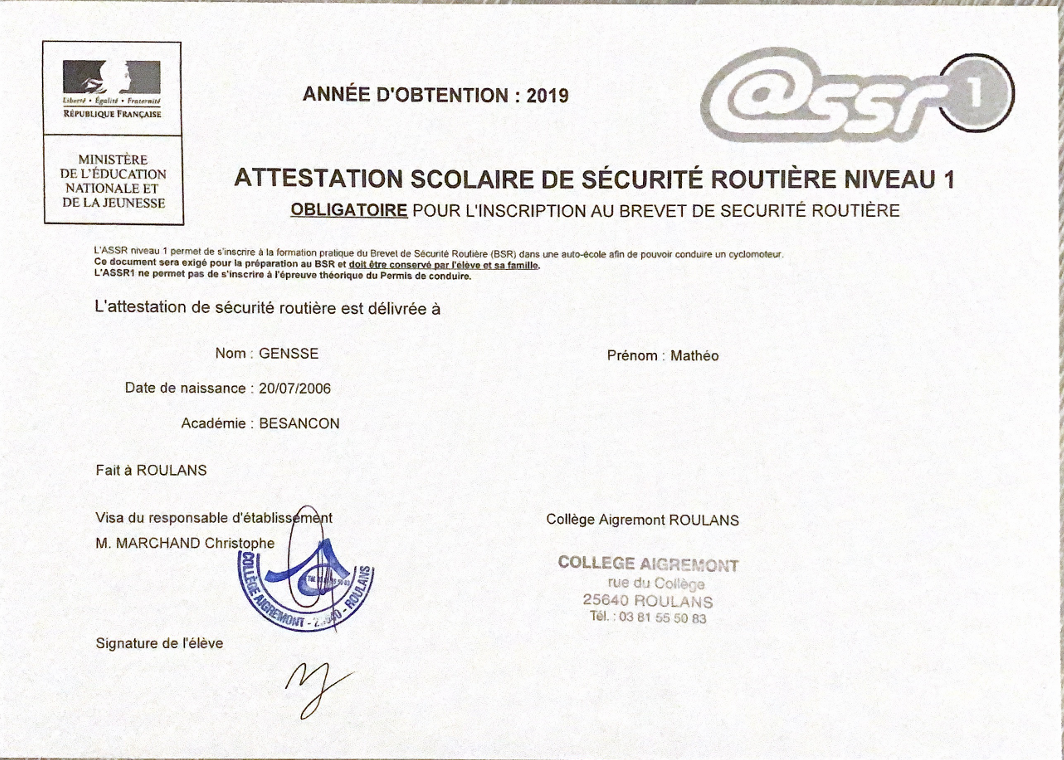 Liberté • Égalité • Fraternité
RÉPUBLIQUE FRANÇAISE
MINISTÈRE
DE L'ÉDUCATION
NATIONALE ET
DE LA JEUNESSE
ANNÉE D'OBTENTION : 2019
@ssr 1
ATTESTATION SCOLAIRE DE SÉCURITÉ ROUTIÈRE NIVEAU 1
OBLIGATOIRE POUR L'INSCRIPTION AU BREVET DE SECURITÉ ROUTIÈRE
L'ASSR niveau 1 permet de s'inscrire à la formation pratique du Brevet de Sécurité Routière (BSR) dans une auto-école afin de pouvoir conduire un cyclomoteur.
Ce document sera exigé pour la préparation au BSR et doit être conservé par l'élève et sa famille.
L'ASSR1 ne permet pas de s'inscrire à l'épreuve théorique du Permis de conduire.
L'attestation de sécurité routière est délivrée à
Nom : GENSSE
Prénom : Mathéo
Date de naissance : 20/07/2006
Académie : BESANCON
Fait à ROULANS
Visa du responsable d'établissement
M. MARCHAND Christophe
COLLÈGE AIGREMONT - ROULANS
Collège Aigremont ROULANS
COLLEGE AIGREMONT
rue du Collège
25640 ROULANS
Tél. : 03 81 55 50 83
Signature de l'élève